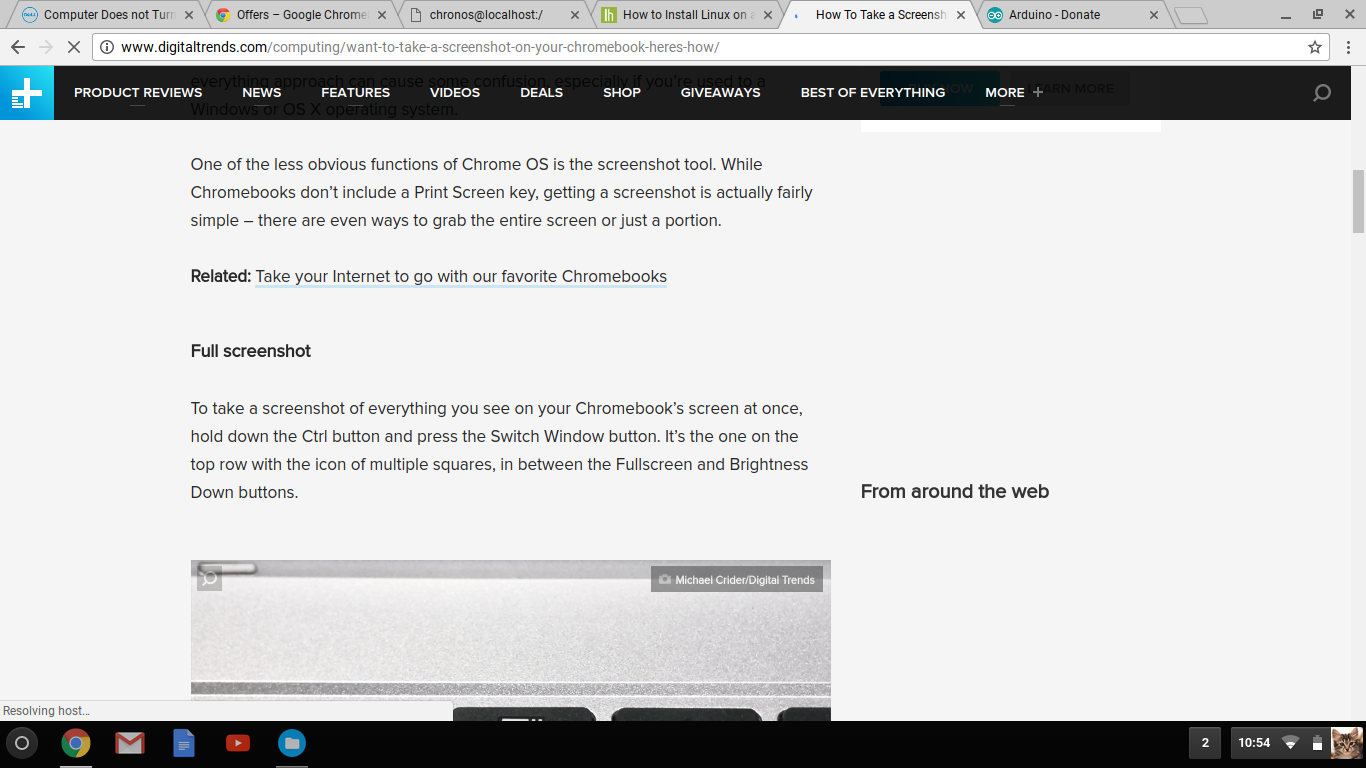 Computer Does not Turn
Offers – Google Chrome
chronos@localhost:/
How to Install Linux on a
How To Take a Screensh
Arduino - Donate
www.digitaltrends.com/computing/want-to-take-a-screenshot-on-your-chromebook-heres-how/
everything approach can cause some confusion, especially if you're used to a
PRODUCT REVIEWS NEWS FEATURES VIDEOS DEALS SHOP GIVEAWAYS BEST OF EVERYTHING MORE +
LEARN MORE
Windows or OS X operating system.
One of the less obvious functions of Chrome OS is the screenshot tool. While
Chromebooks don’t include a Print Screen key, getting a screenshot is actually fairly
simple – there are even ways to grab the entire screen or just a portion.
Related: Take your Internet to go with our favorite Chromebooks
Full screenshot
To take a screenshot of everything you see on your Chromebook’s screen at once,
hold down the Ctrl button and press the Switch Window button. It’s the one on the
top row with the icon of multiple squares, in between the Fullscreen and Brightness
Down buttons.
From around the web
Michael Crider/Digital Trends
Resolving host...
2
10:54